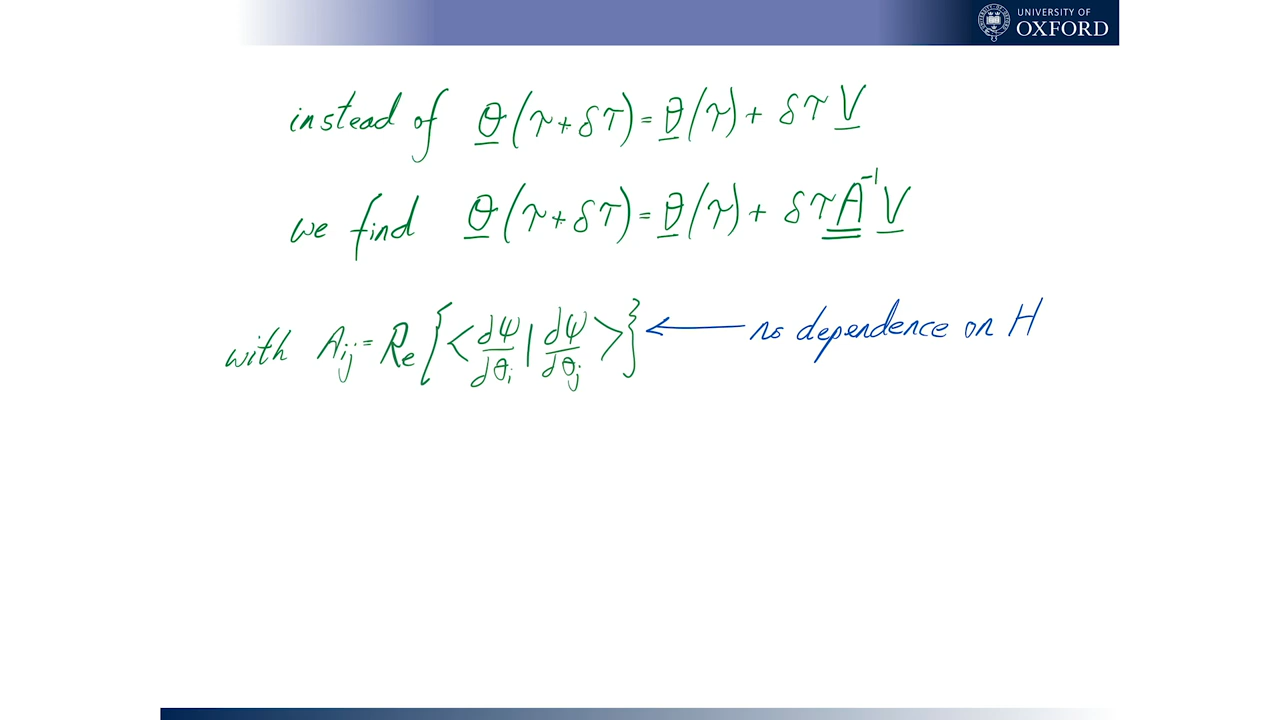 UNIVERSITY OF
OXFORD
instead of θ(τ+δτ)=θ(τ)+ δτ V
we find θ(τ+δτ)=θ(τ)+ δτ A⁻¹ V
with Aij = Re{<dψ/dθi|dψ/dθj>} ← no dependence on H